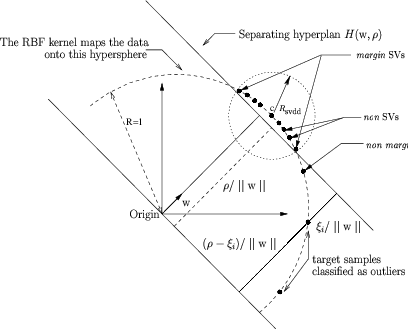 Separating hyperplan H(w, ρ)
The RBF kernel maps the data
onto this hypersphere
margin SVs
c
R_svdd
R=1
non SVs
non margi
w
ρ/ || w ||
Origin
(ρ − ξ_i)/ || w ||
ξ_i/ || w ||
target samples
classified as outliers